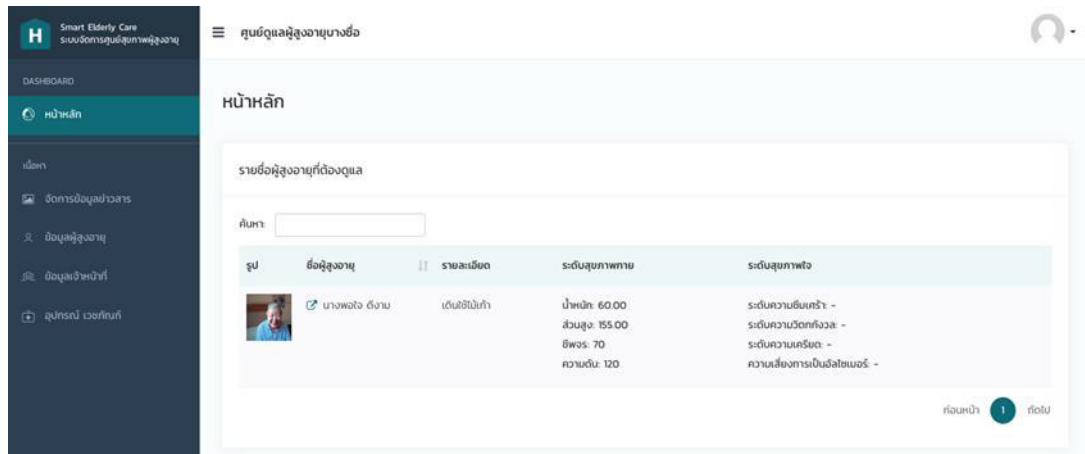 H
Smart Elderly Care
ระบบจัดการศูนย์สุขภาพผู้สูงอายุ
ศูนย์ดูแลผู้สูงอายุบางซื่อ
DASHBOARD
หน้าหลัก
หน้าหลัก
เนื้อหา
จัดการข้อมูลข่าวสาร
ข้อมูลผู้สูงอายุ
ข้อมูลเจ้าหน้าที่
อุปกรณ์ เวชภัณฑ์
รายชื่อผู้สูงอายุที่ต้องดูแล
ค้นหา:
รูป ชื่อผู้สูงอายุ รายละเอียด ระดับสุขภาพกาย ระดับสุขภาพใจ
นางพอใจ ดีงาม เดินใช้ไม้เท้า น้ำหนัก: 60.00 ระดับความซึมเศร้า: -
ส่วนสูง: 155.00 ระดับความวิตกกังวล: -
ชีพจร: 70 ระดับความเครียด: -
ความดัน: 120 ความเสี่ยงการเป็นอัลไซเมอร์: -
ก่อนหน้า 1 ถัดไป